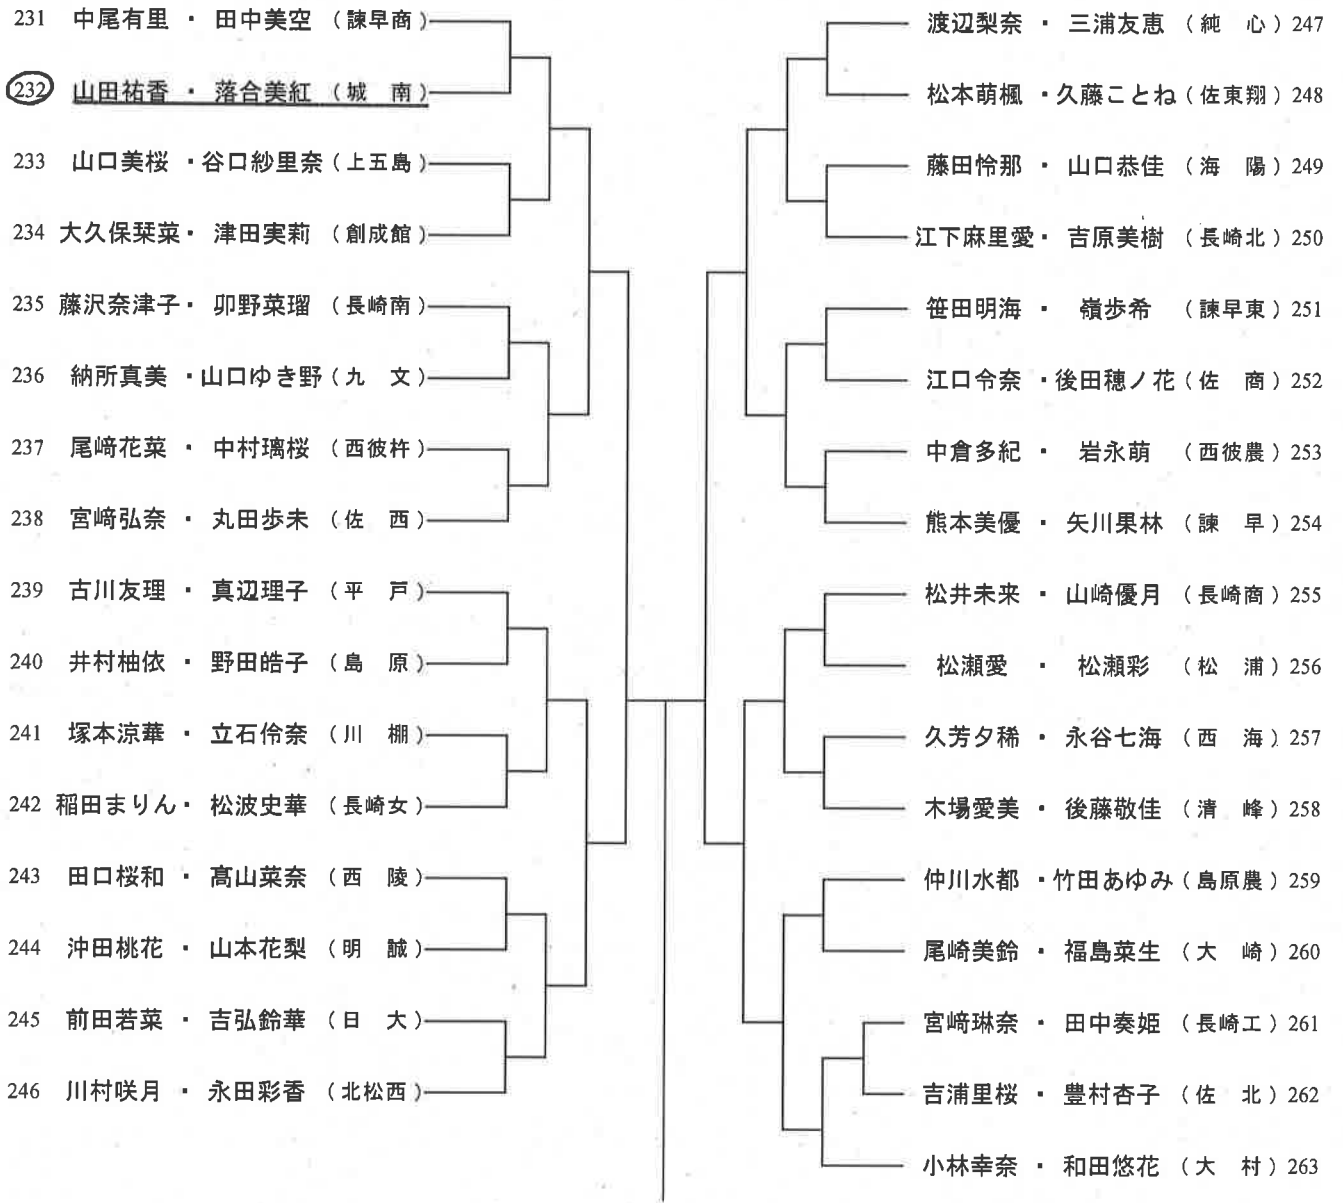 231 中尾有里 ・ 田中美空 (諫早商)
232 山田祐香 ・ 落合美紅 (城 南)
233 山口美桜 ・谷口紗里奈 (上五島)
234 大久保栞菜・ 津田実莉 (創成館)
235 藤沢奈津子・ 卯野菜瑠 (長崎南)
236 納所真美 ・山口ゆき野 (九 文)
237 尾﨑花菜 ・ 中村璃桜 (西彼杵)
238 宮﨑弘奈 ・ 丸田歩未 (佐 西)
239 古川友理 ・ 真辺理子 (平 戸)
240 井村柚依 ・ 野田皓子 (島 原)
241 塚本涼華 ・ 立石伶奈 (川 棚)
242 稲田まりん・ 松波史華 (長崎女)
243 田口桜和 ・ 髙山菜奈 (西 陵)
244 沖田桃花 ・ 山本花梨 (明 誠)
245 前田若菜 ・ 吉弘鈴華 (日 大)
246 川村咲月 ・ 永田彩香 (北松西)
渡辺梨奈 ・ 三浦友恵 (純 心) 247
松本萌楓 ・久藤ことね (佐東翔) 248
藤田怜那 ・ 山口恭佳 (海 陽) 249
江下麻里愛・ 吉原美樹 (長崎北) 250
笹田明海 ・ 嶺歩希 (諫早東) 251
江口令奈 ・後田穂ノ花 (佐 商) 252
中倉多紀 ・ 岩永萌 (西彼農) 253
熊本美優 ・ 矢川果林 (諫 早) 254
松井未来 ・ 山崎優月 (長崎商) 255
松瀬愛 ・ 松瀬彩 (松 浦) 256
久芳夕稀 ・ 永谷七海 (西 海) 257
木場愛美 ・ 後藤敬佳 (清 峰) 258
仲川水都 ・竹田あゆみ (島原農) 259
尾崎美鈴 ・ 福島菜生 (大 崎) 260
宮﨑琳奈 ・ 田中奏姫 (長崎工) 261
吉浦里桜 ・ 豊村杏子 (佐 北) 262
小林幸奈 ・ 和田悠花 (大 村) 263